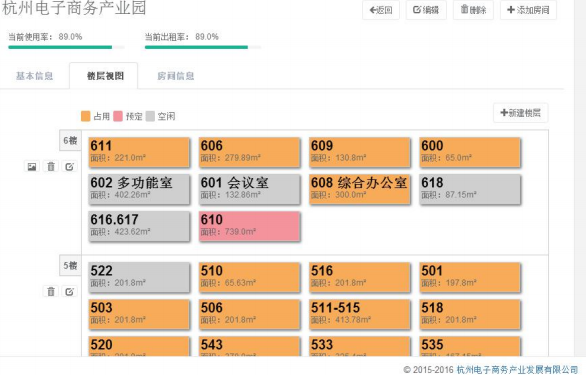 杭州电子商务产业园
返回 编辑 删除 添加房间
当前使用率： 89.0% 当前出租率： 89.0%
基本信息 楼层视图 房间信息
占用 预定 空闲 新建楼层
6楼
611 606 609 600
面积：221.0m² 面积：279.89m² 面积：130.8m² 面积：65.0m²
602 多功能室 601 会议室 608 综合办公室 618
面积：402.26m² 面积：132.86m² 面积：300.0m² 面积：87.15m²
616.617 610
面积：423.62m² 面积：739.0m²
5楼
522 510 516 501
面积：201.8m² 面积：65.63m² 面积：201.8m² 面积：197.8m²
503 506 511-515 518
面积：201.8m² 面积：201.8m² 面积：413.78m² 面积：201.8m²
520 543 533 535
© 2015-2016 杭州电子商务产业发展有限公司